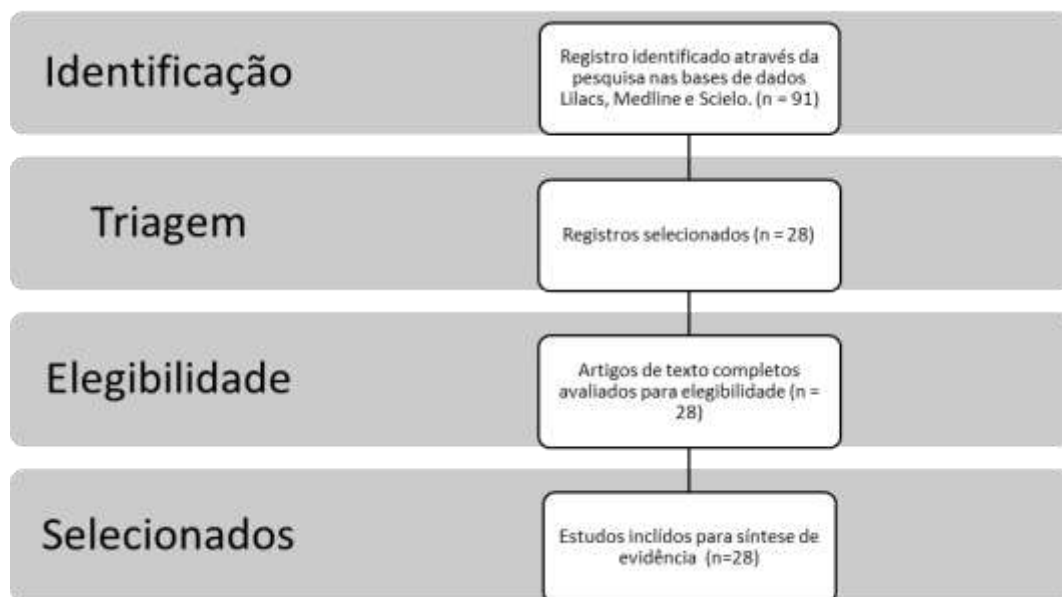 Identificação
Registro identificado através da
pesquisa nas bases de dados
Lilacs, Medline e Scielo. (n = 91)
Triagem
Registros selecionados (n = 28)
Elegibilidade
Artigos de texto completos
avaliados para elegibilidade (n =
28)
Selecionados
Estudos inclídos para síntese de
evidência (n=28)